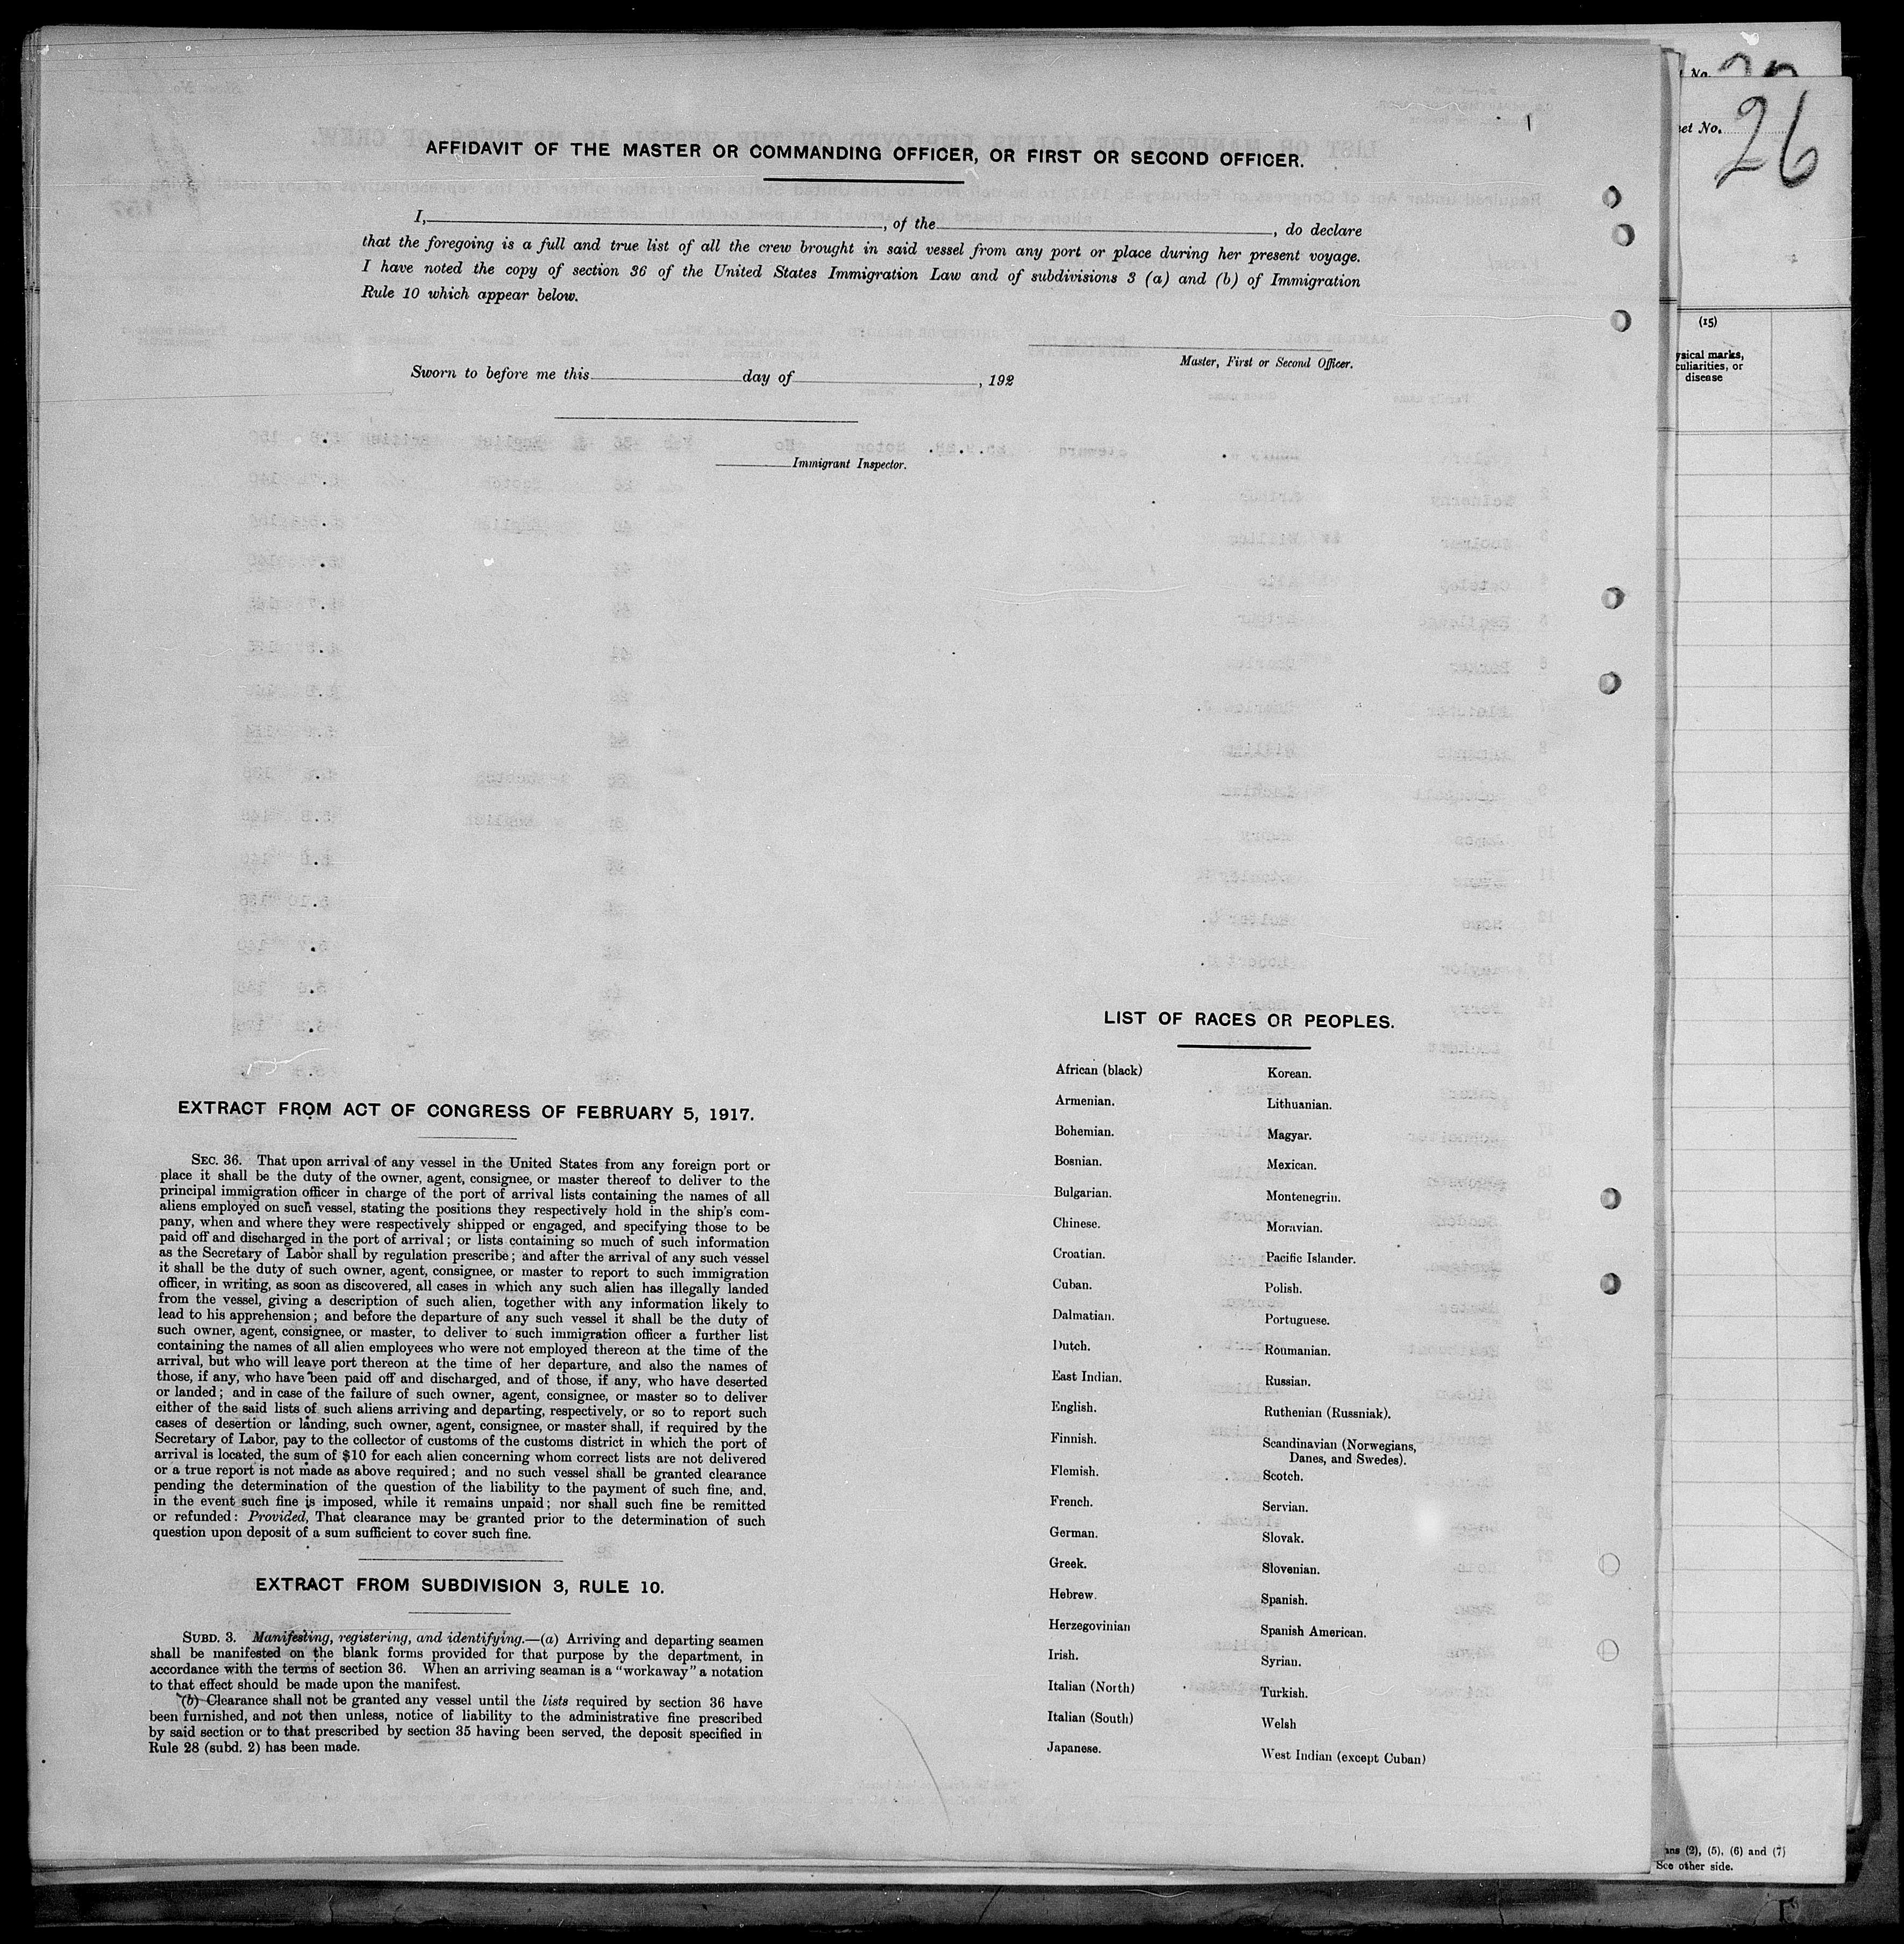 AFFIDAVIT OF THE MASTER OR COMMANDING OFFICER, OR FIRST OR SECOND OFFICER.
I, , of the , do declare
that the foregoing is a full and true list of all the crew brought in said vessel from any port or place during her present voyage.
I have noted the copy of section 36 of the United States Immigration Law and of subdivisions 3 (a) and (b) of Immigration
Rule 10 which appear below.
Master, First or Second Officer.
Sworn to before me this day of , 192
Immigrant Inspector.
EXTRACT FROM ACT OF CONGRESS OF FEBRUARY 5, 1917.
SEC. 36. That upon arrival of any vessel in the United States from any foreign port or
place it shall be the duty of the owner, agent, consignee, or master thereof to deliver to the
principal immigration officer in charge of the port of arrival lists containing the names of all
aliens employed on such vessel, stating the positions they respectively hold in the ship's com-
pany, when and where they were respectively shipped or engaged, and specifying those to be
paid off and discharged in the port of arrival; or lists containing so much of such information
as the Secretary of Labor shall by regulation prescribe; and after the arrival of any such vessel
it shall be the duty of such owner, agent, consignee, or master to report to such immigration
officer, in writing, as soon as discovered, all cases in which any such alien has illegally landed
from the vessel, giving a description of such alien, together with any information likely to
lead to his apprehension; and before the departure of any such vessel it shall be the duty of
such owner, agent, consignee, or master, to deliver to such immigration officer a further list
containing the names of all alien employees who were not employed thereon at the time of the
arrival, but who will leave port thereon at the time of her departure, and also the names of
those, if any, who have been paid off and discharged, and of those, if any, who have deserted
or landed; and in case of the failure of such owner, agent, consignee, or master so to deliver
either of the said lists of such aliens arriving and departing, respectively, or so to report such
cases of desertion or landing, such owner, agent, consignee, or master shall, if required by the
Secretary of Labor, pay to the collector of customs of the customs district in which the port of
arrival is located, the sum of $10 for each alien concerning whom correct lists are not delivered
or a true report is not made as above required; and no such vessel shall be granted clearance
pending the determination of the question of the liability to the payment of such fine, and,
in the event such fine is imposed, while it remains unpaid; nor shall such fine be remitted
or refunded: Provided, That clearance may be granted prior to the determination of such
question upon deposit of a sum sufficient to cover such fine.
EXTRACT FROM SUBDIVISION 3, RULE 10.
SUBD. 3. Manifesting, registering, and identifying.—(a) Arriving and departing seamen
shall be manifested on the blank forms provided for that purpose by the department, in
accordance with the terms of section 36. When an arriving seaman is a "workaway" a notation
to that effect should be made upon the manifest.
(b) Clearance shall not be granted any vessel until the lists required by section 36 have
been furnished, and not then unless, notice of liability to the administrative fine prescribed
by said section or to that prescribed by section 35 having been served, the deposit specified in
Rule 28 (subd. 2) has been made.
LIST OF RACES OR PEOPLES.
African (black)
Armenian.
Bohemian.
Bosnian.
Bulgarian.
Chinese.
Croatian.
Cuban.
Dalmatian.
Dutch.
East Indian.
English.
Finnish.
Flemish.
French.
German.
Greek.
Hebrew.
Herzegovinian
Irish.
Italian (North)
Italian (South)
Japanese.
Korean.
Lithuanian.
Magyar.
Mexican.
Montenegrin.
Moravian.
Pacific Islander.
Polish.
Portuguese.
Roumanian.
Russian.
Ruthenian (Russniak).
Scandinavian (Norwegians,
Danes, and Swedes).
Scotch.
Servian.
Slovak.
Slovenian.
Spanish.
Spanish American.
Syrian.
Turkish.
Welsh
West Indian (except Cuban)
No.
et No. 26
(15)
ysical marks,
culiarities, or
disease
(2), (5), (6) and (7)
See other side.